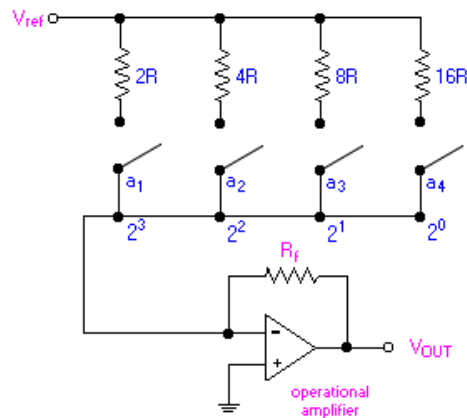 Vref
2R 4R 8R 16R
a1 a2 a3 a4
2³ 2² 2¹ 2⁰
Rf
-
+
VOUT
operational
amplifier